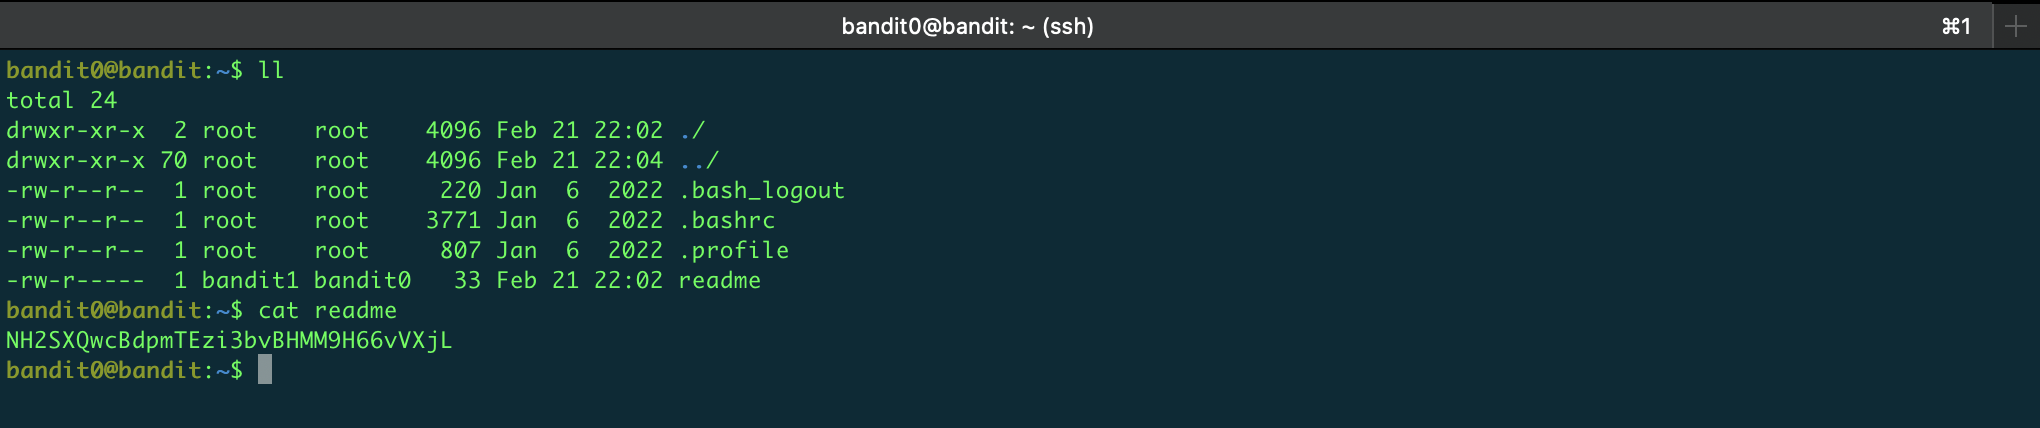 bandit0@bandit: ~ (ssh) ⌘1
bandit0@bandit:~$ ll
total 24
drwxr-xr-x  2 root    root    4096 Feb 21 22:02 ./
drwxr-xr-x 70 root    root    4096 Feb 21 22:04 ../
-rw-r--r--  1 root    root     220 Jan  6  2022 .bash_logout
-rw-r--r--  1 root    root    3771 Jan  6  2022 .bashrc
-rw-r--r--  1 root    root     807 Jan  6  2022 .profile
-rw-r-----  1 bandit1 bandit0   33 Feb 21 22:02 readme
bandit0@bandit:~$ cat readme
NH2SXQwcBdpmTEzi3bvBHMM9H66vVXjL
bandit0@bandit:~$